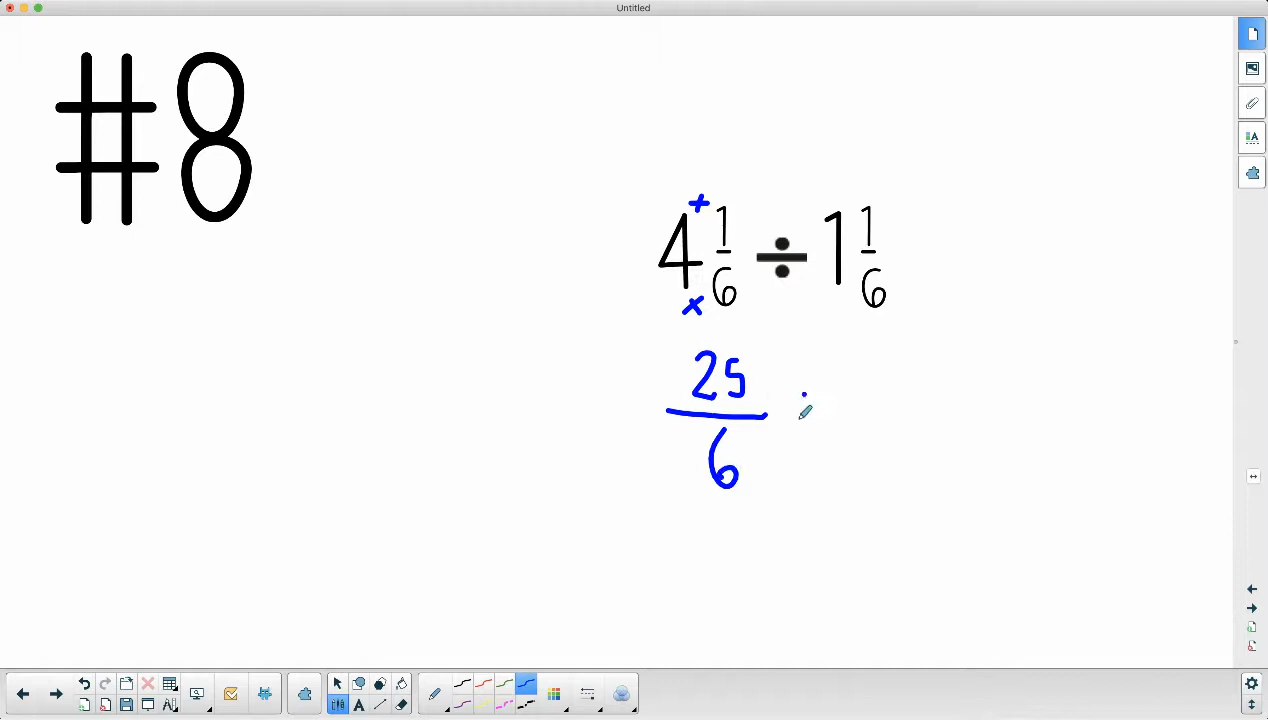 Untitled
#8
4 1/6 ÷ 1 1/6
+
×
25/6